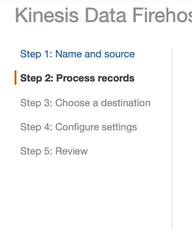 Kinesis Data Firehos
Step 1: Name and source
Step 2: Process records
Step 3: Choose a destination
Step 4: Configure settings
Step 5: Review